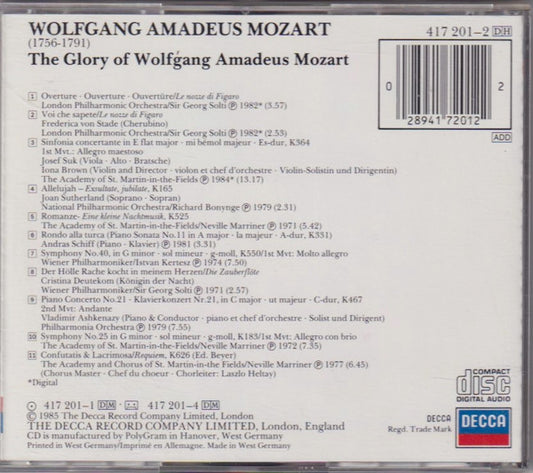 WOLFGANG AMADEUS MOZART
417 201-2 DH
(1756-1791)
The Glory of Wolfgang Amadeus Mozart
0 28941 72012 2
ADD
1 Overture - Ouverture - Ouvertüre/Le nozze di Figaro
London Philharmonic Orchestra/Sir Georg Solti ℗ 1982* (3.57)
2 Voi che sapete/Le nozze di Figaro
Frederica von Stade (Cherubino)
London Philharmonic Orchestra/Sir Georg Solti ℗ 1982* (2.53)
3 Sinfonia concertante in E flat major · mi bémol majeur · Es-dur, K364
1st Mvt.: Allegro maestoso
Josef Suk (Viola · Alto · Bratsche)
Iona Brown (Violin and Director · violon et chef d'orchestre · Violin-Solistin und Dirigentin)
The Academy of St. Martin-in-the-Fields ℗ 1984* (13.17)
4 Allelujah – Exsultate, jubilate, K165
Joan Sutherland (Soprano · Sopran)
National Philharmonic Orchestra/Richard Bonynge ℗ 1979 (2.31)
5 Romanze- Eine kleine Nachtmusik, K525
The Academy of St. Martin-in-the-Fields/Neville Marriner ℗ 1971 (5.42)
6 Rondo alla turca (Piano Sonata No.11 in A major · la majeur · A-dur, K331)
Andras Schiff (Piano · Klavier) ℗ 1981 (3.31)
7 Symphony No.40, in G minor · sol mineur · g-moll, K550/1st Mvt: Molto allegro
Wiener Philharmoniker/Istvan Kertesz ℗ 1974 (7.50)
8 Der Hölle Rache kocht in meinem Herzen/Die Zauberflöte
Cristina Deutekom (Königin der Nacht)
Wiener Philharmoniker/Sir Georg Solti ℗ 1971 (2.57)
9 Piano Concerto No.21 · Klavierkonzert Nr.21, in C major · ut majeur · C-dur, K467
2nd Mvt: Andante
Vladimir Ashkenazy (Piano & Conductor · piano et chef d'orchestre · Solist und Dirigent)
Philharmonia Orchestra ℗ 1979 (7.55)
10 Symphony No.25 in G minor · sol mineur · g-moll, K183/1st Mvt: Allegro con brio
The Academy of St. Martin-in-the-Fields/Neville Marriner ℗ 1972 (7.35)
11 Confutatis & Lacrimosa/Requiem, K626 (Ed. Beyer)
The Academy and Chorus of St. Martin-in-the-Fields/Neville Marriner ℗ 1977 (6.45)
(Chorus Master · Chef du choeur · Chorleiter: Laszlo Heltay)
*Digital
417 201-1 DM · 417 201-4 DM
© 1985 The Decca Record Company Limited, London
THE DECCA RECORD COMPANY LIMITED, London, England
CD is manufactured by PolyGram in Hanover, West Germany
Printed in West Germany/Imprimé en Allemagne. Made in West Germany.
COMPACT
disc
DIGITAL AUDIO
DECCA
Regd. Trade Mark
DECCA